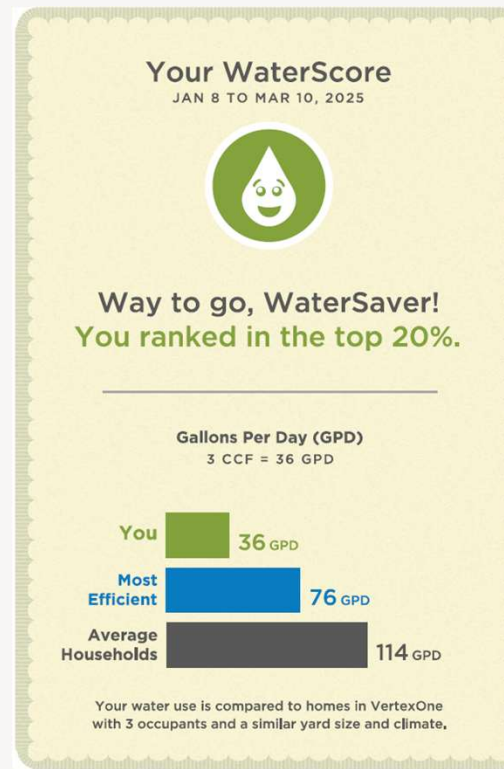 Your WaterScore
JAN 8 TO MAR 10, 2025
Way to go, WaterSaver!
You ranked in the top 20%.
Gallons Per Day (GPD)
3 CCF = 36 GPD
You 36 GPD
Most
Efficient 76 GPD
Average
Households 114 GPD
Your water use is compared to homes in VertexOne
with 3 occupants and a similar yard size and climate.